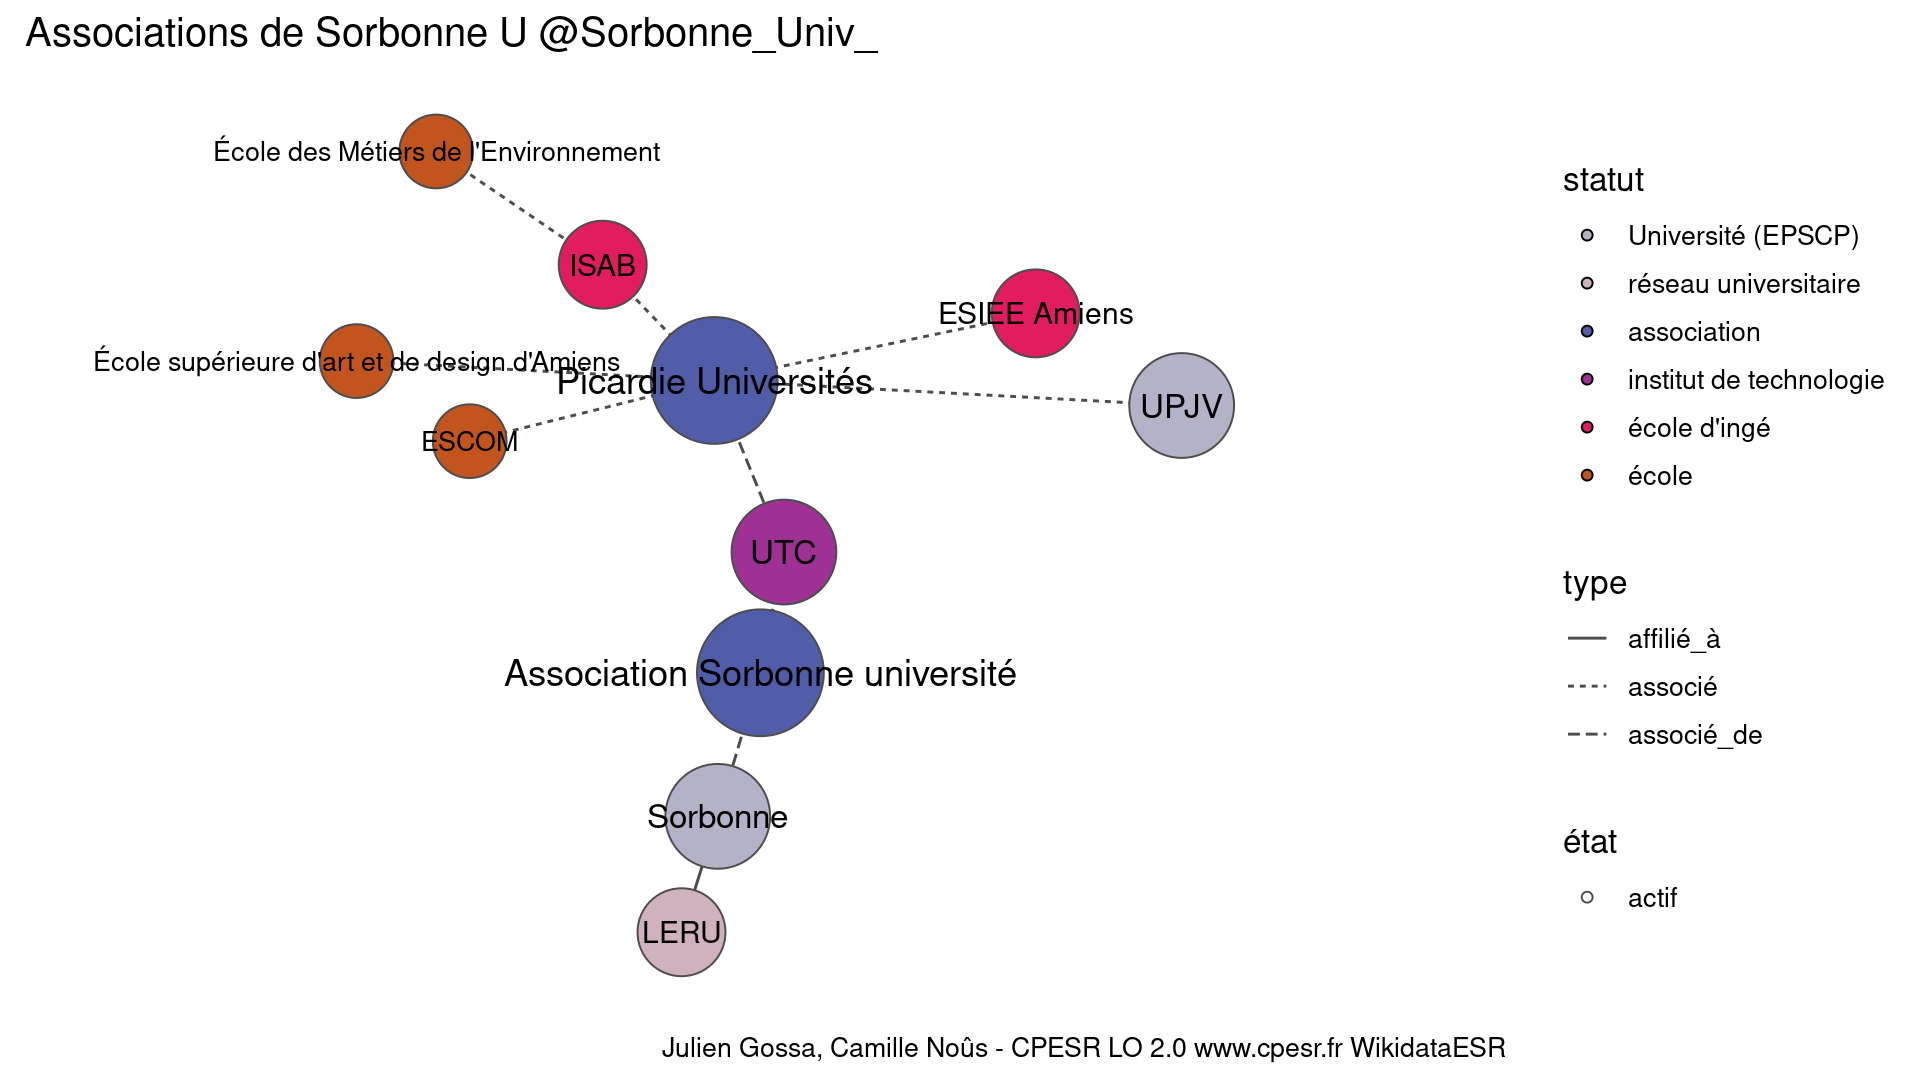 Associations de Sorbonne U @Sorbonne_Univ_
École des Métiers de l'Environnement
ISAB
ESIEE Amiens
École supérieure d'art et de design d'Amiens
Picardie Universités
UPJV
ESCOM
UTC
Association Sorbonne université
Sorbonne
LERU
statut
Université (EPSCP)
réseau universitaire
association
institut de technologie
école d'ingé
école
type
affilié_à
associé
associé_de
état
actif
Julien Gossa, Camille Noûs - CPESR LO 2.0 www.cpesr.fr WikidataESR